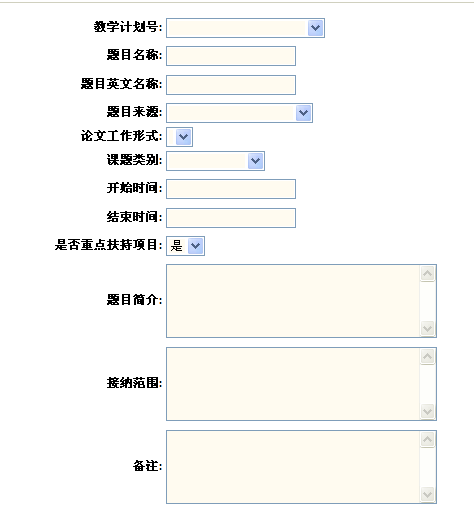 教学计划号:
题目名称:
题目英文名称:
题目来源:
论文工作形式:
课题类别:
开始时间:
结束时间:
是否重点扶持项目: 是
题目简介:
接纳范围:
备注: